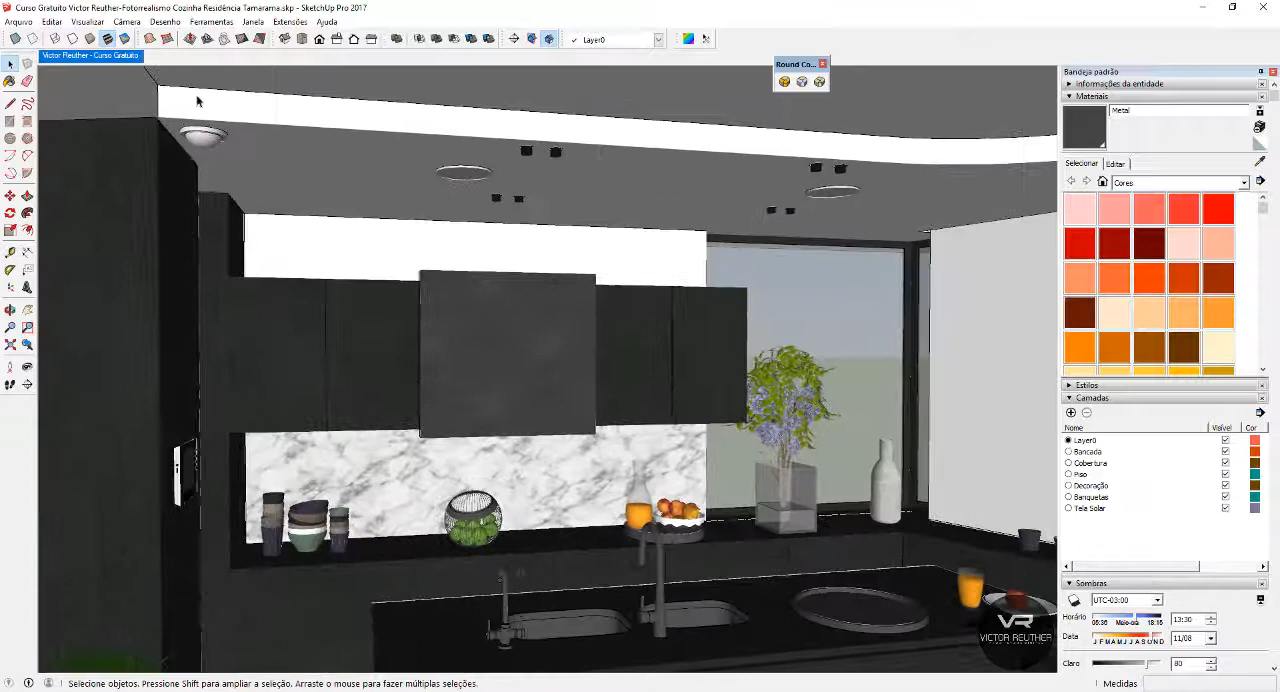 Curso Gratuito Victor Reuther-Fotorealismo Cozinha Residência Tamarama.skp - SketchUp Pro 2017
Arquivo Editar Visualizar Câmera Desenho Ferramentas Janela Extensões Ajuda
Layer0
Victor Reuther - Curso Gratuito
Round Co...
Bandeja padrão
Informações da entidade
Materiais
Metal
Selecionar Editar
Cores
Estilos
Camadas
Nome Visível Cor
Layer0
Bancada
Cobertura
Piso
Decoração
Banquetas
Tela Solar
Sombras
UTC-03:00
Horário 13:30
Data J F M A M J J A S O N D 11/08
Claro 80
VR
VICTOR REUTHER
Selecione objetos. Pressione Shift para ampliar a seleção. Arraste o mouse para fazer múltiplas seleções.
Medidas